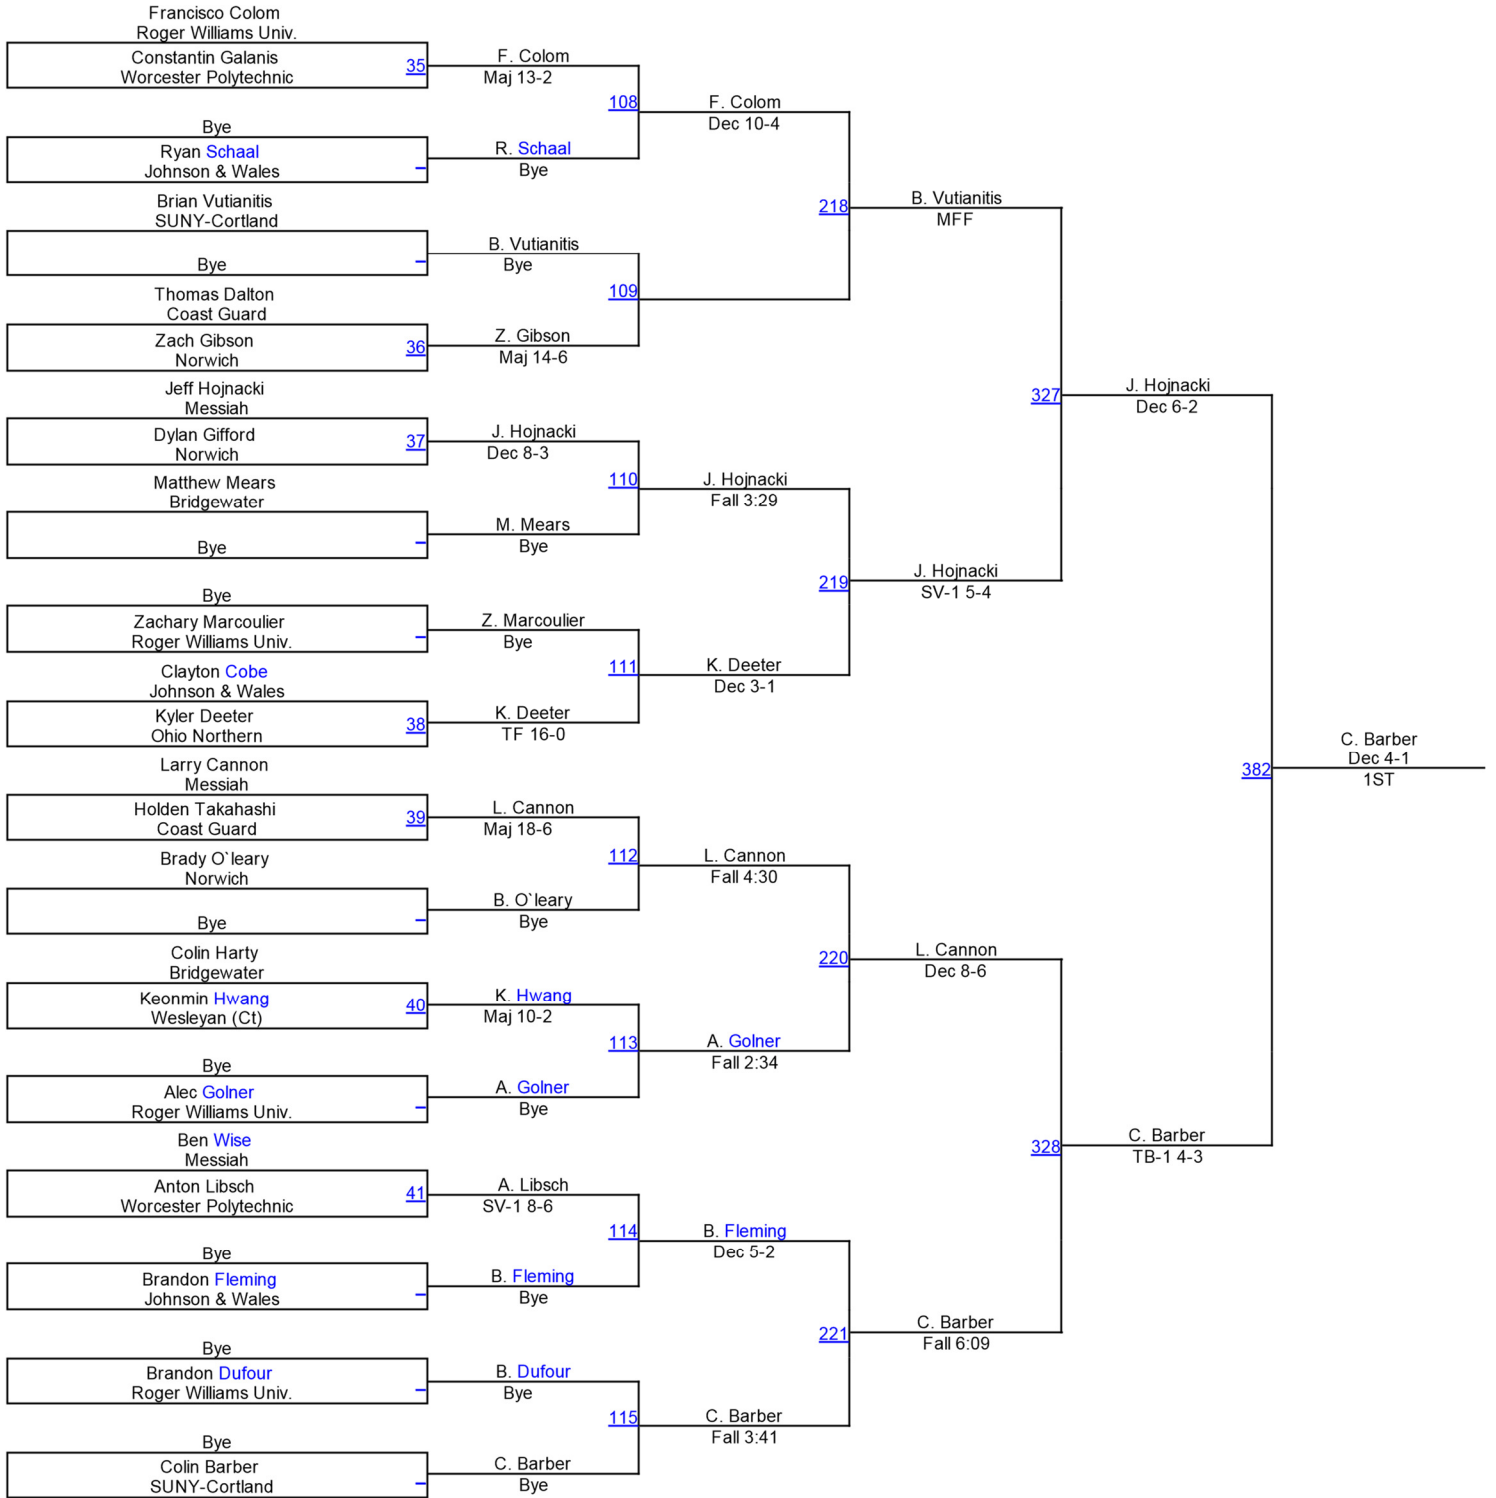 Francisco Colom
Roger Williams Univ.
Constantin Galanis
Worcester Polytechnic
35
F. Colom
Maj 13-2
108
F. Colom
Dec 10-4
Bye
Ryan Schaal
Johnson & Wales
R. Schaal
Bye
218
B. Vutianitis
MFF
Brian Vutianitis
SUNY-Cortland
Bye
B. Vutianitis
Bye
109
Thomas Dalton
Coast Guard
Zach Gibson
Norwich
36
Z. Gibson
Maj 14-6
327
J. Hojnacki
Dec 6-2
Jeff Hojnacki
Messiah
Dylan Gifford
Norwich
37
J. Hojnacki
Dec 8-3
110
J. Hojnacki
Fall 3:29
Matthew Mears
Bridgewater
Bye
M. Mears
Bye
219
J. Hojnacki
SV-1 5-4
Bye
Zachary Marcoulier
Roger Williams Univ.
Z. Marcoulier
Bye
111
K. Deeter
Dec 3-1
Clayton Cobe
Johnson & Wales
Kyler Deeter
Ohio Northern
38
K. Deeter
TF 16-0
382
C. Barber
Dec 4-1
1ST
Larry Cannon
Messiah
Holden Takahashi
Coast Guard
39
L. Cannon
Maj 18-6
112
L. Cannon
Fall 4:30
Brady O`leary
Norwich
Bye
B. O`leary
Bye
220
L. Cannon
Dec 8-6
Colin Harty
Bridgewater
Keonmin Hwang
Wesleyan (Ct)
40
K. Hwang
Maj 10-2
113
A. Golner
Fall 2:34
Bye
Alec Golner
Roger Williams Univ.
A. Golner
Bye
328
C. Barber
TB-1 4-3
Ben Wise
Messiah
Anton Libsch
Worcester Polytechnic
41
A. Libsch
SV-1 8-6
114
B. Fleming
Dec 5-2
Bye
Brandon Fleming
Johnson & Wales
B. Fleming
Bye
221
C. Barber
Fall 6:09
Bye
Brandon Dufour
Roger Williams Univ.
B. Dufour
Bye
115
C. Barber
Fall 3:41
Bye
Colin Barber
SUNY-Cortland
C. Barber
Bye